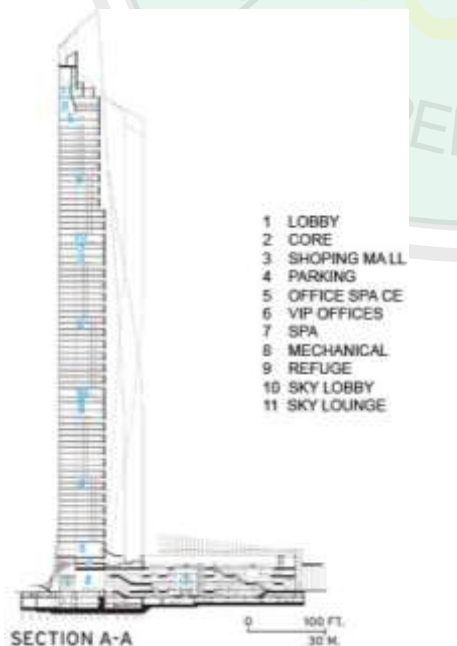 PE
1 LOBBY
2 CORE
3 SHOPING MA LL
4 PARKING
5 OFFICE SPA CE
6 VIP OFFICES
7 SPA
8 MECHANICAL
9 REFUGE
10 SKY LOBBY
11 SKY LOUNGE
SECTION A-A
0 100 FT.
30 M.